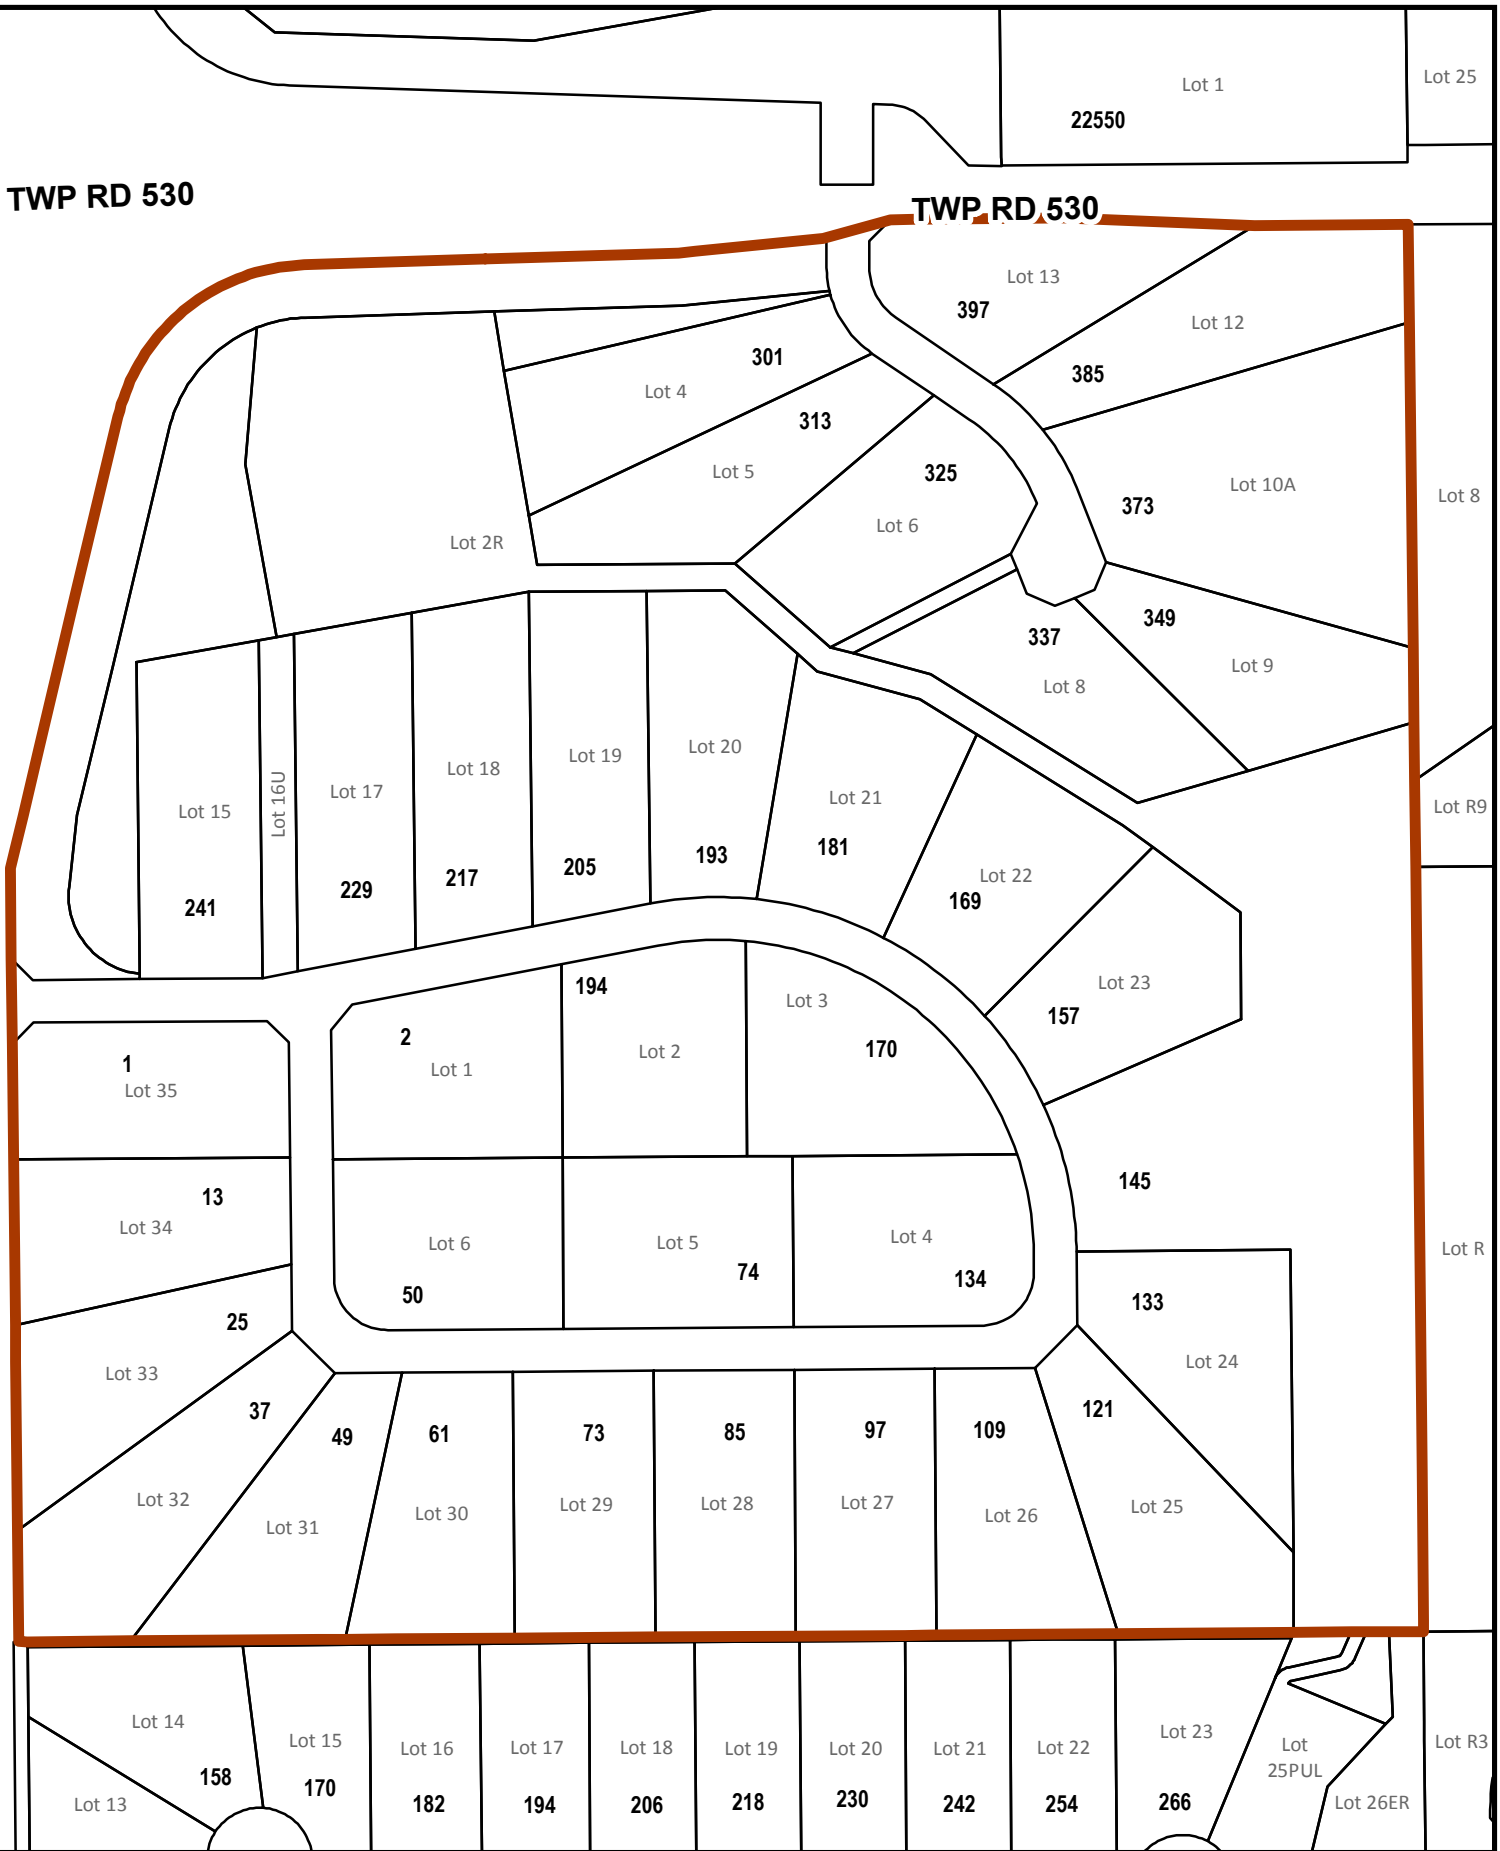 Lot 25
Lot 1
22550
TWP RD 530
TWP RD 530
Lot 13
397
Lot 12
385
301
Lot 4
313
Lot 5
325
Lot 6
Lot 10A
373
Lot 8
Lot 2R
349
337
Lot 9
Lot 8
Lot 15
241
Lot 16U
Lot 17
229
Lot 18
217
Lot 19
205
Lot 20
193
Lot 21
181
Lot 22
169
Lot 23
157
Lot R9
194
Lot 2
Lot 3
170
2
Lot 1
1
Lot 35
13
Lot 34
145
Lot 6
50
Lot 5
74
Lot 4
134
Lot R
25
Lot 33
133
Lot 24
37
Lot 32
49
Lot 31
61
Lot 30
73
Lot 29
85
Lot 28
97
Lot 27
109
Lot 26
121
Lot 25
Lot 14
158
Lot 13
Lot 15
170
Lot 16
182
Lot 17
194
Lot 18
206
Lot 19
218
Lot 20
230
Lot 21
242
Lot 22
254
Lot 23
266
Lot
25PUL
Lot 26ER
Lot R3